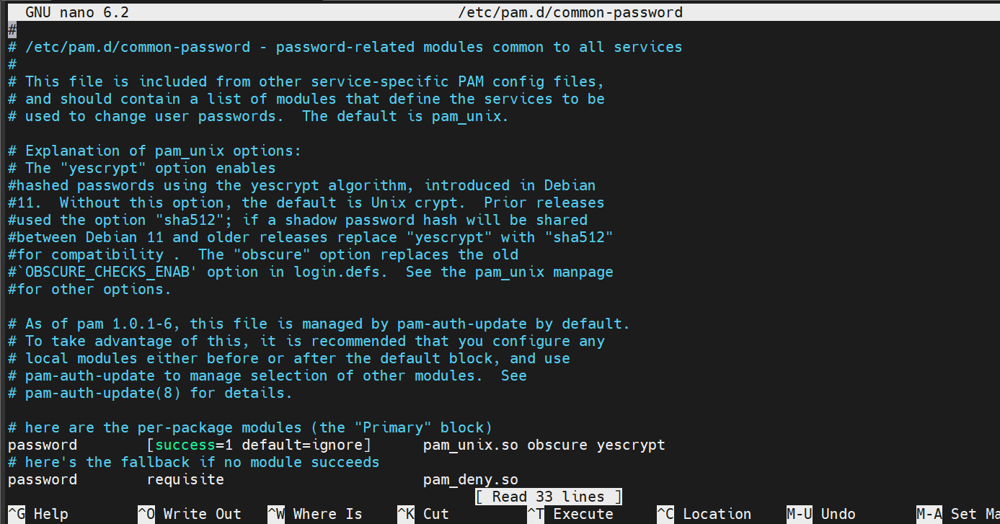 GNU nano 6.2 /etc/pam.d/common-password
#
# /etc/pam.d/common-password - password-related modules common to all services
#
# This file is included from other service-specific PAM config files,
# and should contain a list of modules that define the services to be
# used to change user passwords.  The default is pam_unix.

# Explanation of pam_unix options:
# The "yescrypt" option enables
#hashed passwords using the yescrypt algorithm, introduced in Debian
#11.  Without this option, the default is Unix crypt.  Prior releases
#used the option "sha512"; if a shadow password hash will be shared
#between Debian 11 and older releases replace "yescrypt" with "sha512"
#for compatibility .  The "obscure" option replaces the old
#`OBSCURE_CHECKS_ENAB' option in login.defs.  See the pam_unix manpage
#for other options.

# As of pam 1.0.1-6, this file is managed by pam-auth-update by default.
# To take advantage of this, it is recommended that you configure any
# local modules either before or after the default block, and use
# pam-auth-update to manage selection of other modules.  See
# pam-auth-update(8) for details.

# here are the per-package modules (the "Primary" block)
password        [success=1 default=ignore]      pam_unix.so obscure yescrypt
# here's the fallback if no module succeeds
password        requisite                       pam_deny.so
[ Read 33 lines ]
^G Help ^O Write Out ^W Where Is ^K Cut ^T Execute ^C Location M-U Undo M-A Set Ma